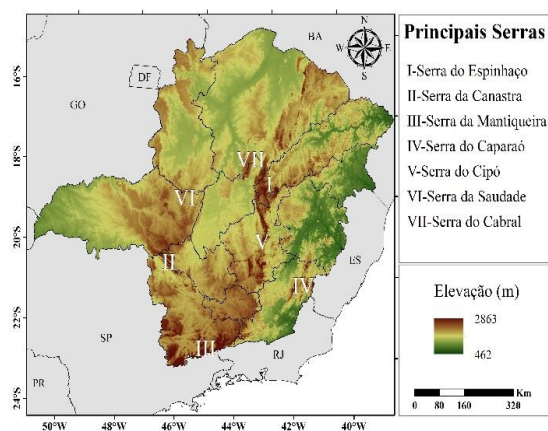 N
W E
S
BA
16°S
DF
GO
18°S
VII
I
VI
20°S
V
II
ES
IV
22°S
SP
III
RJ
PR
24°S
50°W 48°W 46°W 44°W 42°W 40°W
Principais Serras
I-Serra do Espinhaço
II-Serra da Canastra
III-Serra da Mantiqueira
IV-Serra do Caparaó
V-Serra do Cipó
VI-Serra da Saudade
VII-Serra do Cabral
Elevação (m)
2863
462
Km
0 80 160 320